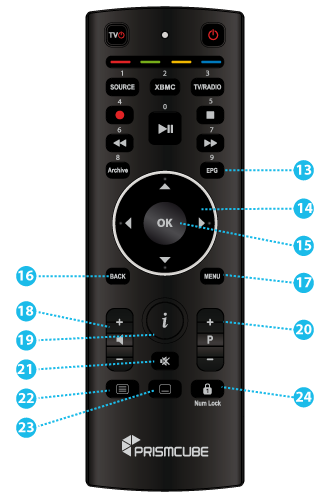 TV
1 2 3
SOURCE XBMC TV/RADIO
4 0 5
6 7
8 9
Archive EPG
13
14
OK
15
16
BACK MENU
17
18
+ i +
20
19
P
- -
21
22
23
24
Num Lock
PRISMCUBE